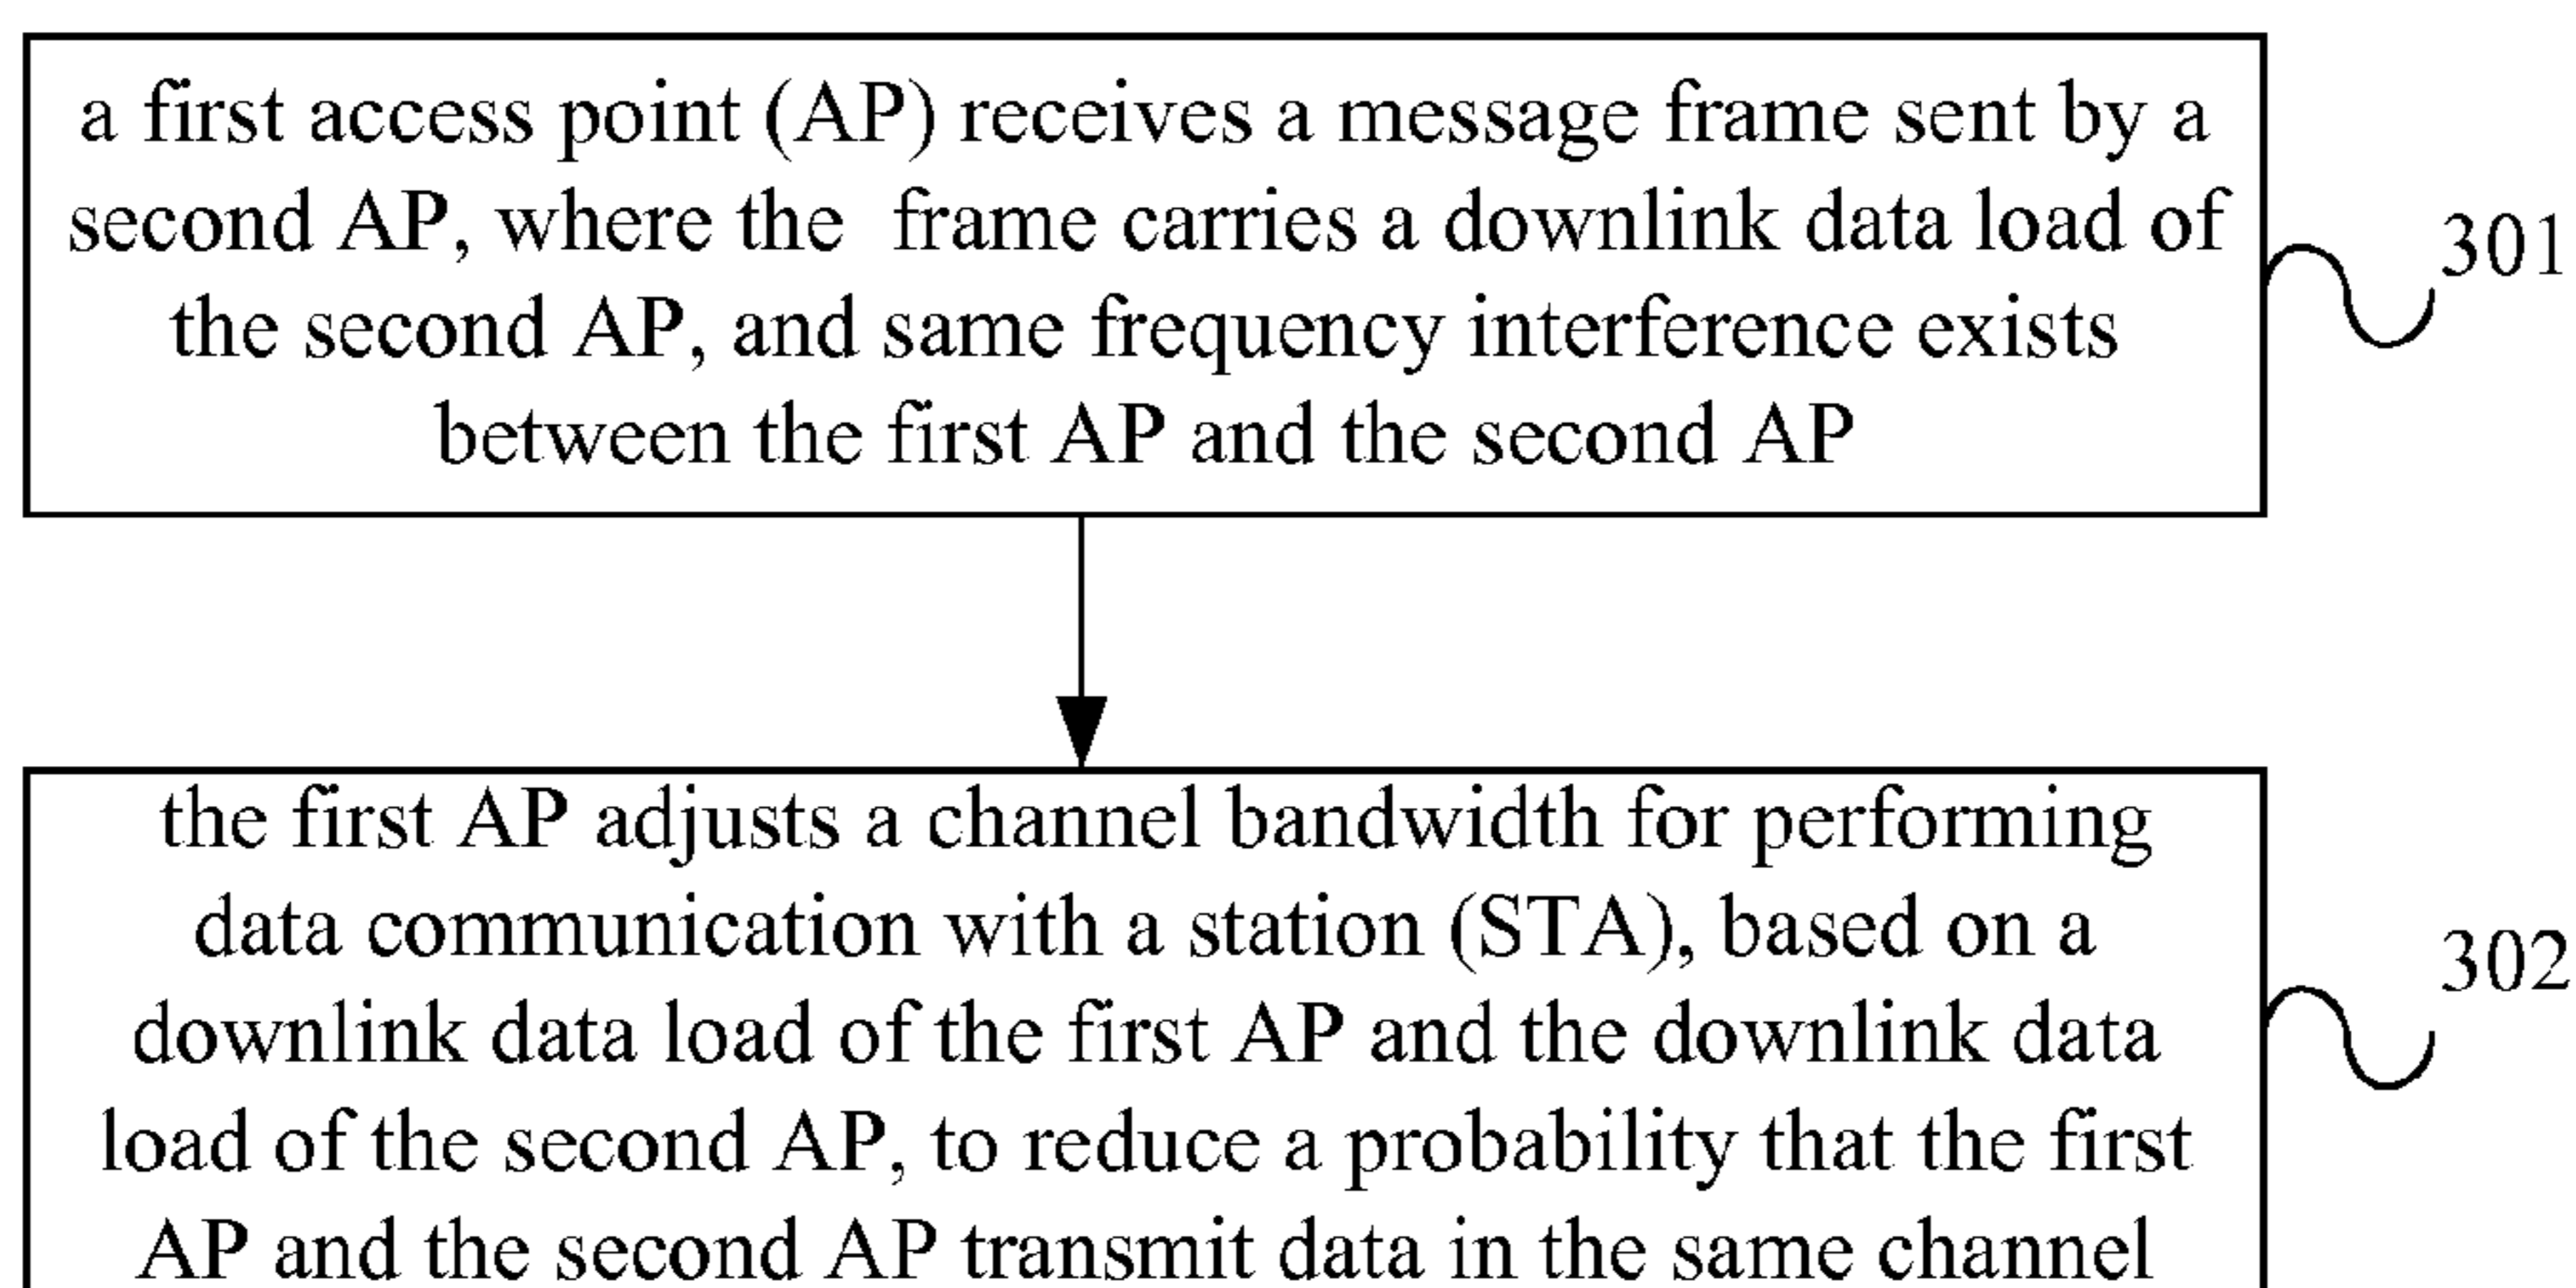 a first access point (AP) receives a message frame sent by a
second AP, where the frame carries a downlink data load of
the second AP, and same frequency interference exists
between the first AP and the second AP
301
the first AP adjusts a channel bandwidth for performing
data communication with a station (STA), based on a
downlink data load of the first AP and the downlink data
load of the second AP, to reduce a probability that the first
AP and the second AP transmit data in the same channel
302